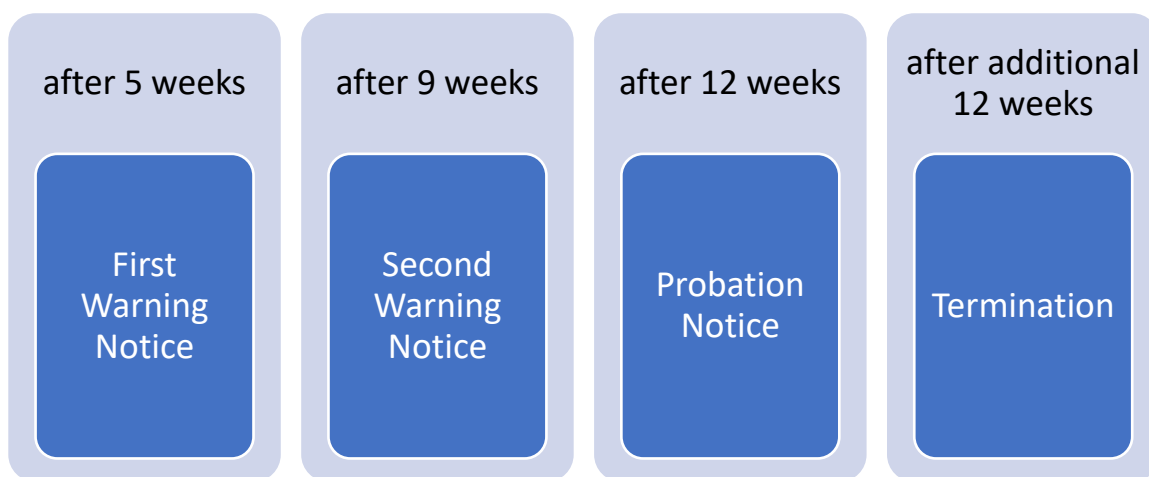 after 5 weeks
First
Warning
Notice
after 9 weeks
Second
Warning
Notice
after 12 weeks
Probation
Notice
after additional
12 weeks
Termination